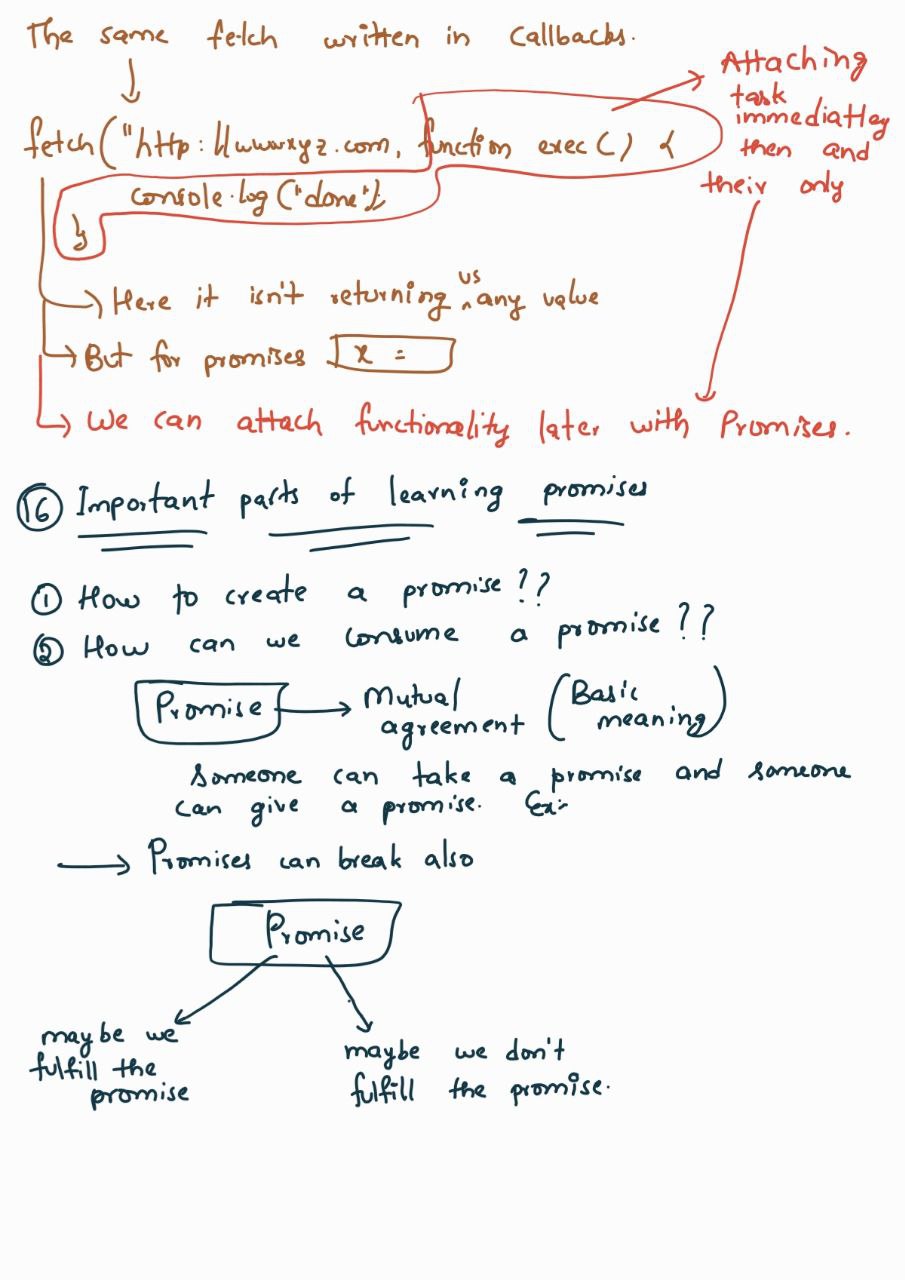 The same fetch written in Callbacks.
fetch("http://wwwxyz.com, function exec() {
console.log("done");
}
Attaching
task
immediatley
then and
their only
Here it isn't returning us any value
But for promises x =
We can attach functionality later with Promises.
16 Important parts of learning promises
1 How to create a promise??
2 How can we consume a promise??
Promise → Mutual agreement (Basic meaning)
Someone can take a promise and someone
can give a promise. Ex:-
→ Promises can break also
Promise
maybe we
fulfill the
promise
maybe we don't
fulfill the promise.